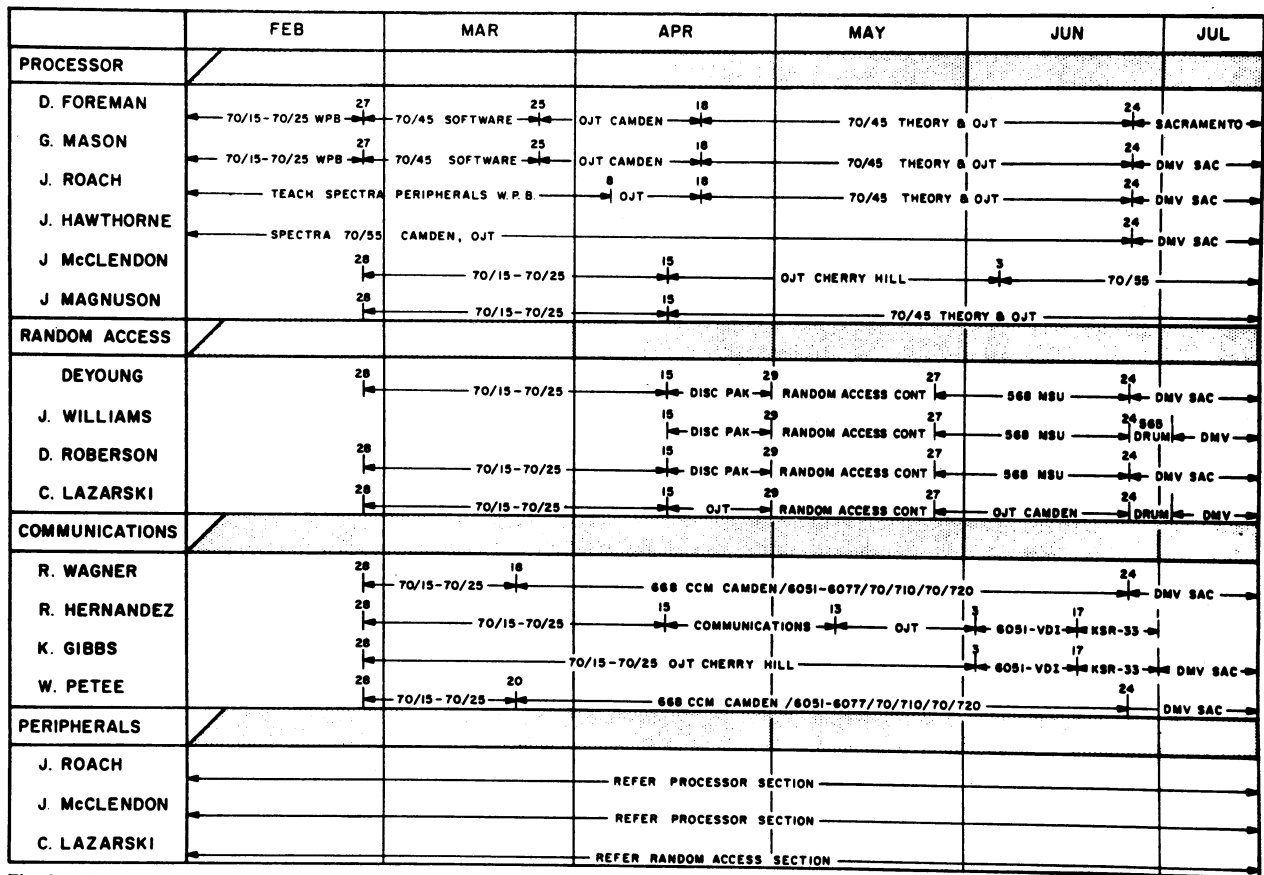 FEB MAR APR MAY JUN JUL
PROCESSOR
D. FOREMAN 27 25 18 24
70/15-70/25 WPB 70/45 SOFTWARE OJT CAMDEN 70/45 THEORY & OJT SACRAMENTO
G. MASON 27 25 18 24
70/15-70/25 WPB 70/45 SOFTWARE OJT CAMDEN 70/45 THEORY & OJT DMV SAC
J. ROACH 8 18 24
TEACH SPECTRA PERIPHERALS W.P.B. OJT 70/45 THEORY & OJT DMV SAC
J. HAWTHORNE 24
SPECTRA 70/55 CAMDEN, OJT DMV SAC
J McCLENDON 28 15 3
70/15-70/25 OJT CHERRY HILL 70/55
J MAGNUSON 28 15
70/15-70/25 70/45 THEORY & OJT
RANDOM ACCESS
DEYOUNG 28 15 29 27 24
70/15-70/25 DISC PAK RANDOM ACCESS CONT 568 MSU DMV SAC
J. WILLIAMS 15 29 27 24 565
DISC PAK RANDOM ACCESS CONT 568 MSU DRUM DMV
D. ROBERSON 28 15 29 27 24
70/15-70/25 DISC PAK RANDOM ACCESS CONT 568 MSU DMV SAC
C. LAZARSKI 28 15 29 27 24
70/15-70/25 OJT RANDOM ACCESS CONT OJT CAMDEN DRUM DMV
COMMUNICATIONS
R. WAGNER 28 18 24
70/15-70/25 668 CCM CAMDEN/6051-6077/70/710/70/720 DMV SAC
R. HERNANDEZ 28 15 13 3 17
70/15-70/25 COMMUNICATIONS OJT 6051-VDI KSR-33
K. GIBBS 28 3 17
70/15-70/25 OJT CHERRY HILL 6051-VDI KSR-33 DMV SAC
W. PETEE 28 20 24
70/15-70/25 668 CCM CAMDEN /6051-6077/70/710/70/720 DMV SAC
PERIPHERALS
J. ROACH
REFER PROCESSOR SECTION
J. McCLENDON
REFER PROCESSOR SECTION
C. LAZARSKI
REFER RANDOM ACCESS SECTION